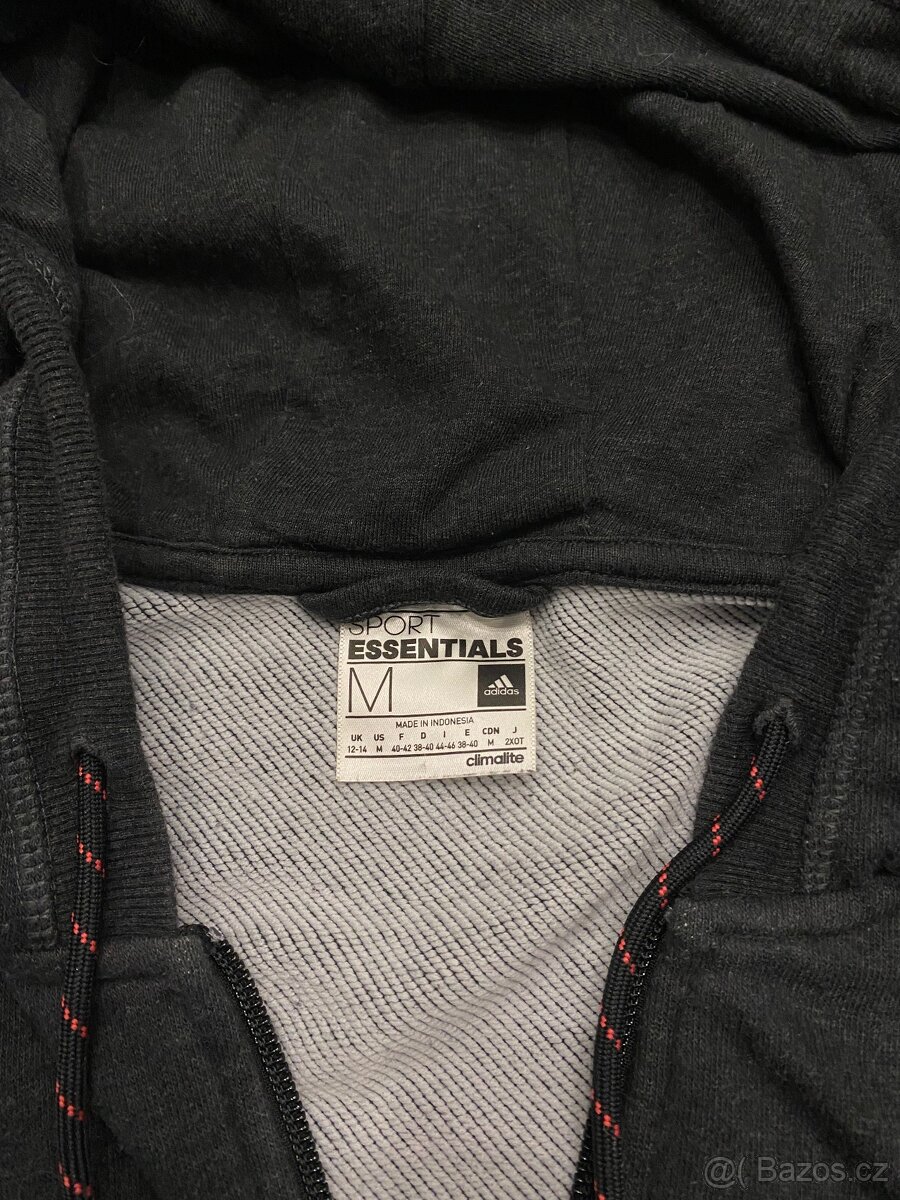 SPORT
ESSENTIALS
M
adidas
MADE IN INDONESIA
UK US F D I E CDN J
12-14 M 40-42 38-40 44-46 38-40 M 2XOT
climalite
@( Bazos.cz